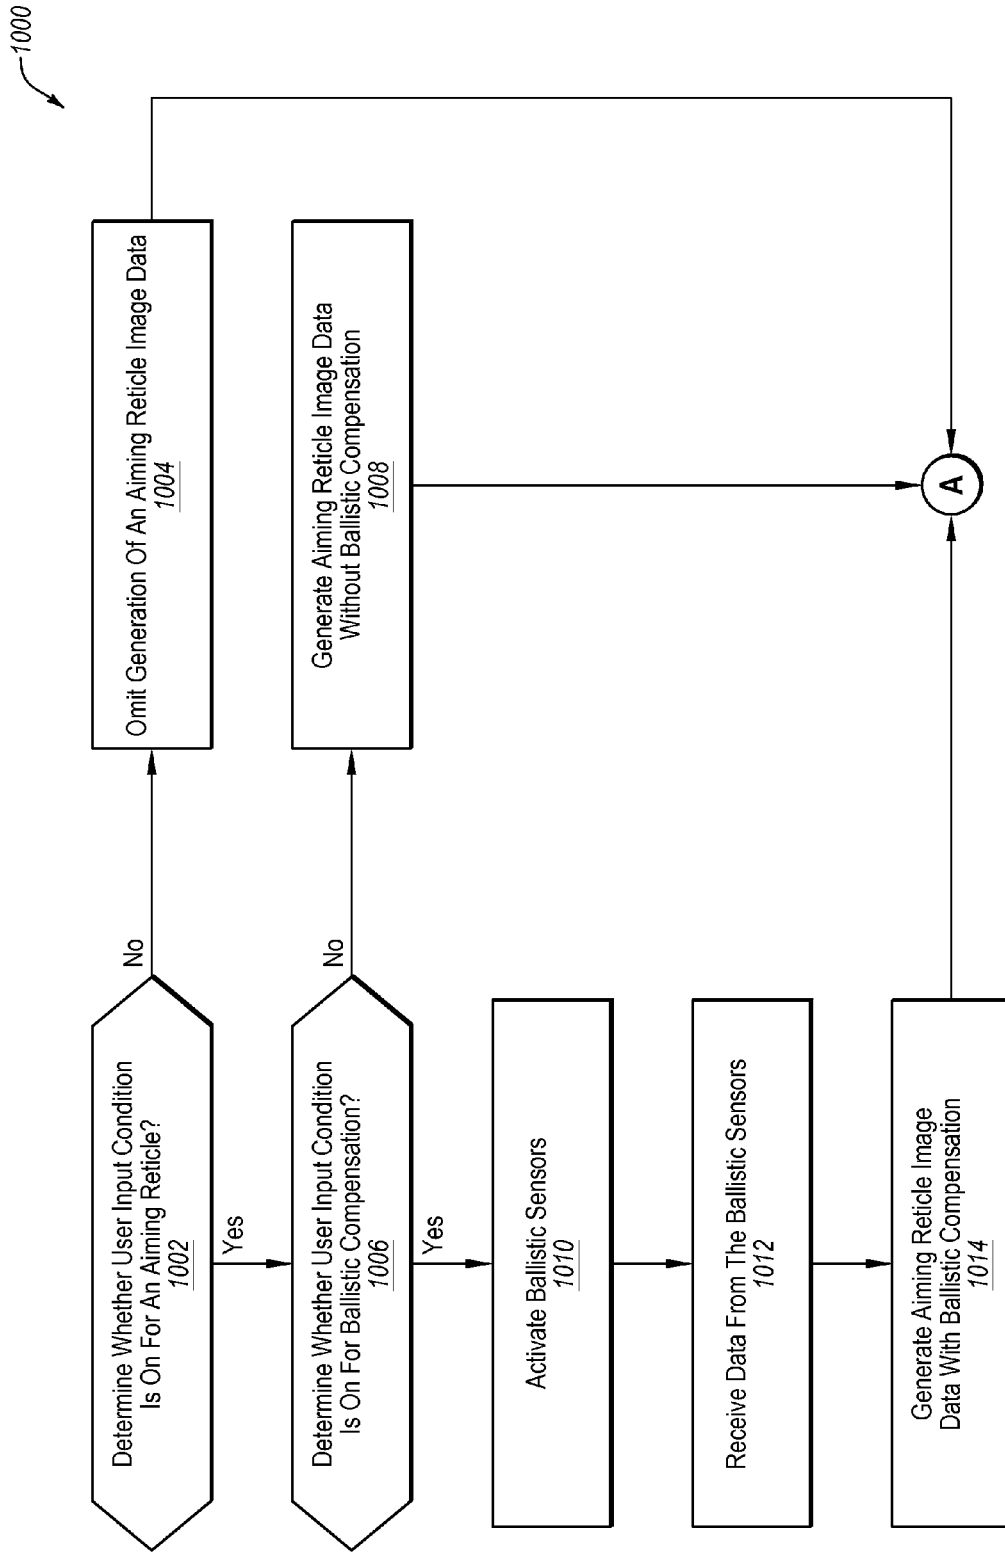 1000
Determine Whether User Input Condition
Is On For An Aiming Reticle?
1002
No
Omit Generation Of An Aiming Reticle Image Data
1004
Yes
Determine Whether User Input Condition
Is On For Ballistic Compensation?
1006
No
Generate Aiming Reticle Image Data
Without Ballistic Compensation
1008
Yes
Activate Ballistic Sensors
1010
Receive Data From The Ballistic Sensors
1012
Generate Aiming Reticle Image
Data With Ballistic Compensation
1014
A